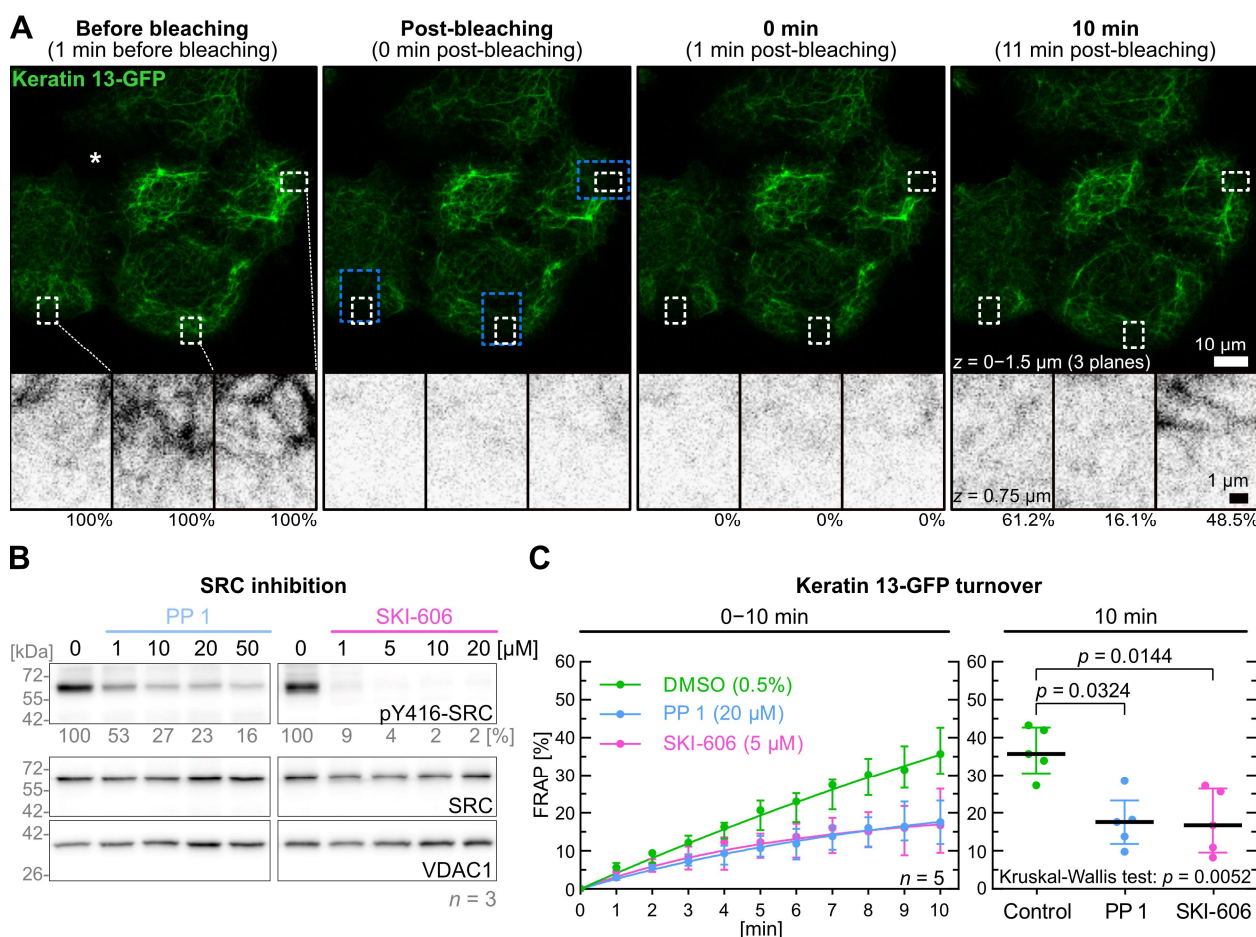 A
Before bleaching
(1 min before bleaching)
Post-bleaching
(0 min post-bleaching)
0 min
(1 min post-bleaching)
10 min
(11 min post-bleaching)
Keratin 13-GFP
*
10 µm
z = 0−1.5 µm (3 planes)
1 µm
z = 0.75 µm
100% 100% 100%
0% 0% 0%
61.2% 16.1% 48.5%
B
SRC inhibition
PP 1 SKI-606
[kDa] 0 1 10 20 50 0 1 5 10 20 [µM]
72-
55-
42-
pY416-SRC
100 53 27 23 16 100 9 4 2 2 [%]
72-
55-
42-
SRC
42-
26-
VDAC1
n = 3
C
Keratin 13-GFP turnover
0−10 min
10 min
FRAP [%]
60
50
40
30
20
10
0
DMSO (0.5%)
PP 1 (20 µM)
SKI-606 (5 µM)
n = 5
0 1 2 3 4 5 6 7 8 9 10
[min]
60
50
40
30
20
10
0
p = 0.0144
p = 0.0324
Kruskal-Wallis test: p = 0.0052
Control PP 1 SKI-606